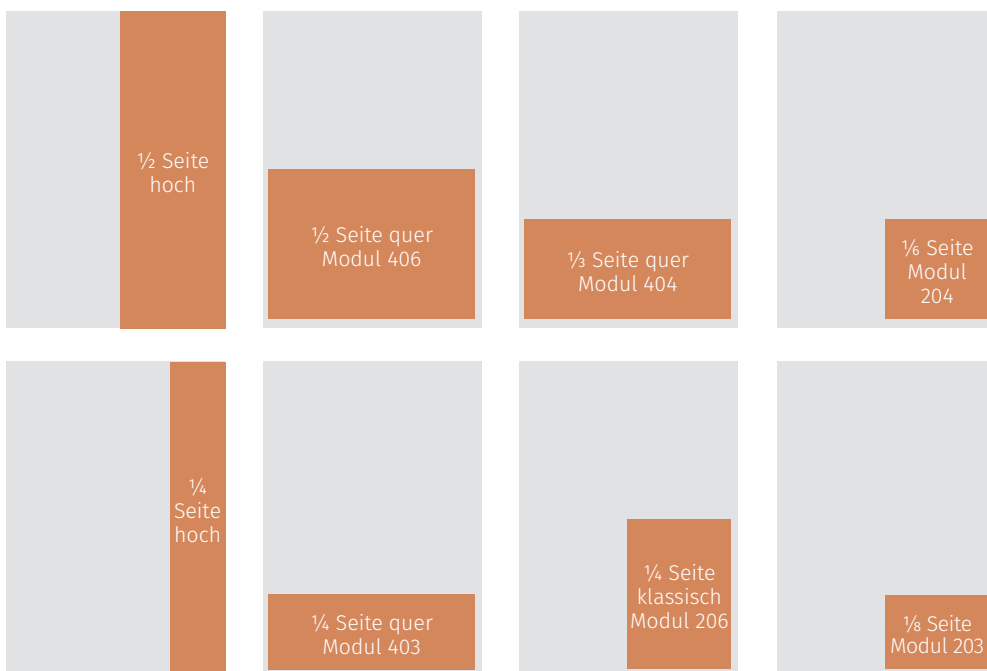 ½ Seite
hoch
½ Seite quer
Modul 406
⅓ Seite quer
Modul 404
⅙ Seite
Modul
204
¼
Seite
hoch
¼ Seite quer
Modul 403
¼ Seite
klassisch
Modul 206
⅛ Seite
Modul 203